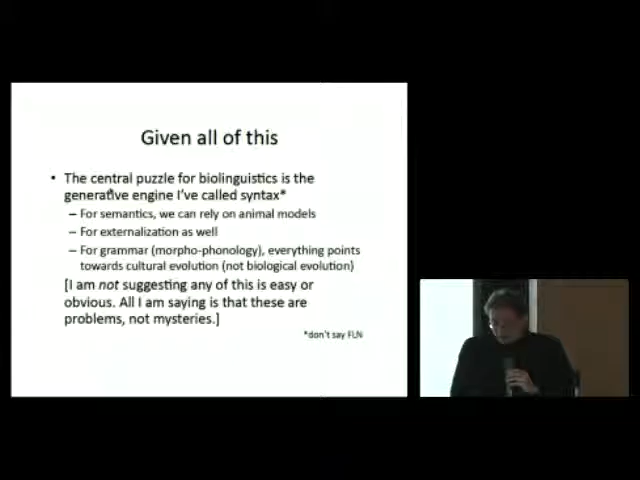 Given all of this
• The central puzzle for biolinguistics is the
generative engine I've called syntax*
– For semantics, we can rely on animal models
– For externalization as well
– For grammar (morpho-phonology), everything points
towards cultural evolution (not biological evolution)
[I am not suggesting any of this is easy or
obvious. All I am saying is that these are
problems, not mysteries.]
*don't say FLN